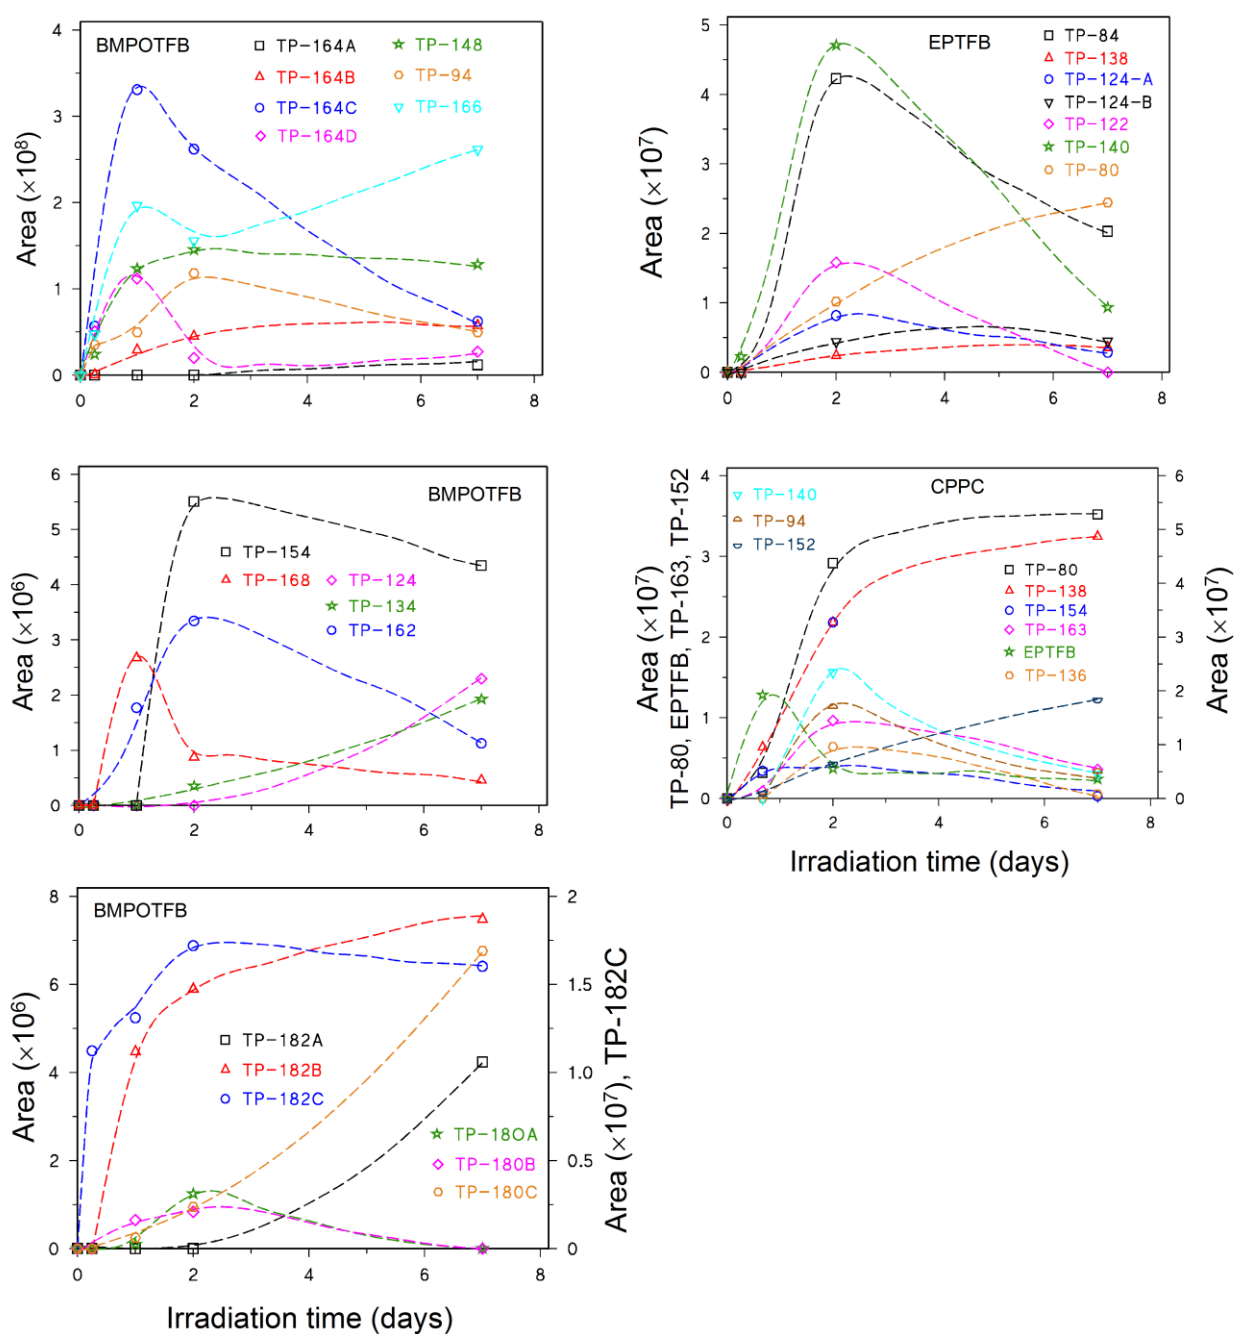 BMPOTFB
TP-164A
TP-164B
TP-164C
TP-164D
TP-148
TP-94
TP-166
Area (×10⁸)
4
3
2
1
0
0 2 4 6 8
EPTFB
TP-84
TP-138
TP-124-A
TP-124-B
TP-122
TP-140
TP-80
Area (×10⁷)
5
4
3
2
1
0
0 2 4 6 8
BMPOTFB
TP-154
TP-168
TP-124
TP-134
TP-162
Area (×10⁶)
6
5
4
3
2
1
0
0 2 4 6 8
CPPC
TP-140
TP-94
TP-152
TP-80
TP-138
TP-154
TP-163
EPTFB
TP-136
Area (×10⁷)
TP-80, EPTFB, TP-163, TP-152
4
3
2
1
0
6
5
4
3
2
1
0
Area (×10⁷)
0 2 4 6 8
Irradiation time (days)
BMPOTFB
TP-182A
TP-182B
TP-182C
TP-180A
TP-180B
TP-180C
Area (×10⁶)
8
6
4
2
0
2
1.5
1.0
0.5
0
Area (×10⁷), TP-182C
0 2 4 6 8
Irradiation time (days)